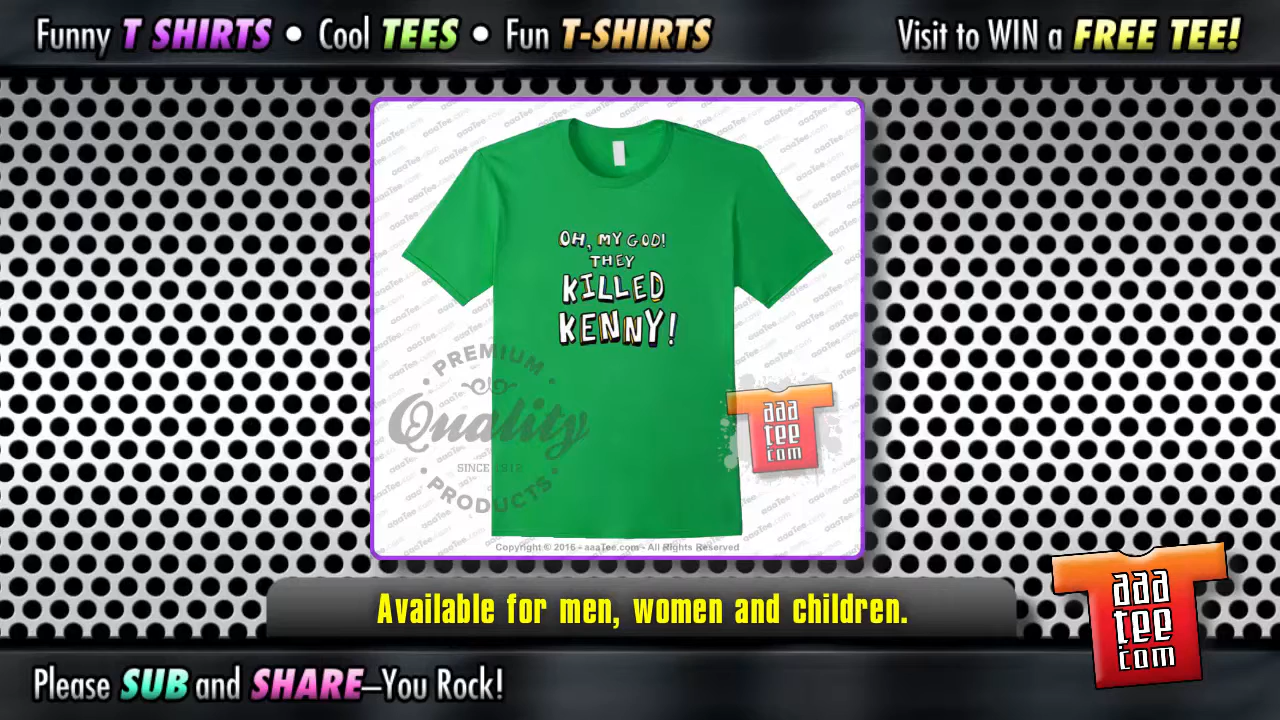 Funny T SHIRTS • Cool TEES • Fun T-SHIRTS
Visit to WIN a FREE TEE!
OH, MY GOD!
THEY
KILLED
KENNY!
PREMIUM
Quality
SINCE 1912
PRODUCTS
aaa
tee
.com
Copyright © 2016 - aaaTee.com - All Rights Reserved
Available for men, women and children.
aaa
tee
.com
Please SUB and SHARE–You Rock!